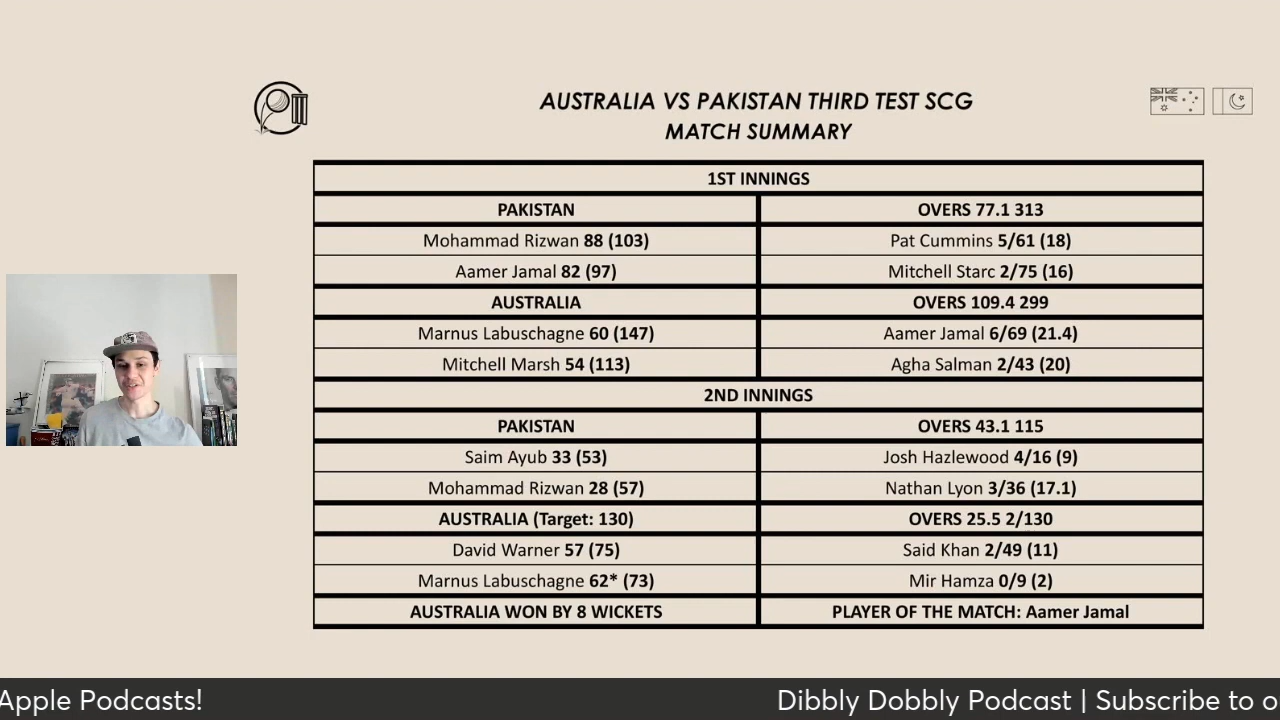 AUSTRALIA VS PAKISTAN THIRD TEST SCG
MATCH SUMMARY
1ST INNINGS
PAKISTAN OVERS 77.1 313
Mohammad Rizwan 88 (103) Pat Cummins 5/61 (18)
Aamer Jamal 82 (97) Mitchell Starc 2/75 (16)
AUSTRALIA OVERS 109.4 299
Marnus Labuschagne 60 (147) Aamer Jamal 6/69 (21.4)
Mitchell Marsh 54 (113) Agha Salman 2/43 (20)
2ND INNINGS
PAKISTAN OVERS 43.1 115
Saim Ayub 33 (53) Josh Hazlewood 4/16 (9)
Mohammad Rizwan 28 (57) Nathan Lyon 3/36 (17.1)
AUSTRALIA (Target: 130) OVERS 25.5 2/130
David Warner 57 (75) Said Khan 2/49 (11)
Marnus Labuschagne 62* (73) Mir Hamza 0/9 (2)
AUSTRALIA WON BY 8 WICKETS PLAYER OF THE MATCH: Aamer Jamal
Apple Podcasts! Dibbly Dobbly Podcast | Subscribe to o